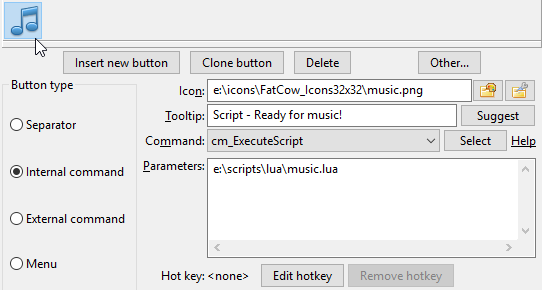 Insert new button Clone button Delete Other...
Button type
Icon: e:\icons\FatCow_Icons32x32\music.png
Tooltip: Script - Ready for music! Suggest
Separator
Command: cm_ExecuteScript Select Help
Internal command
Parameters: e:\scripts\lua\music.lua
External command
Menu
Hot key: <none> Edit hotkey Remove hotkey